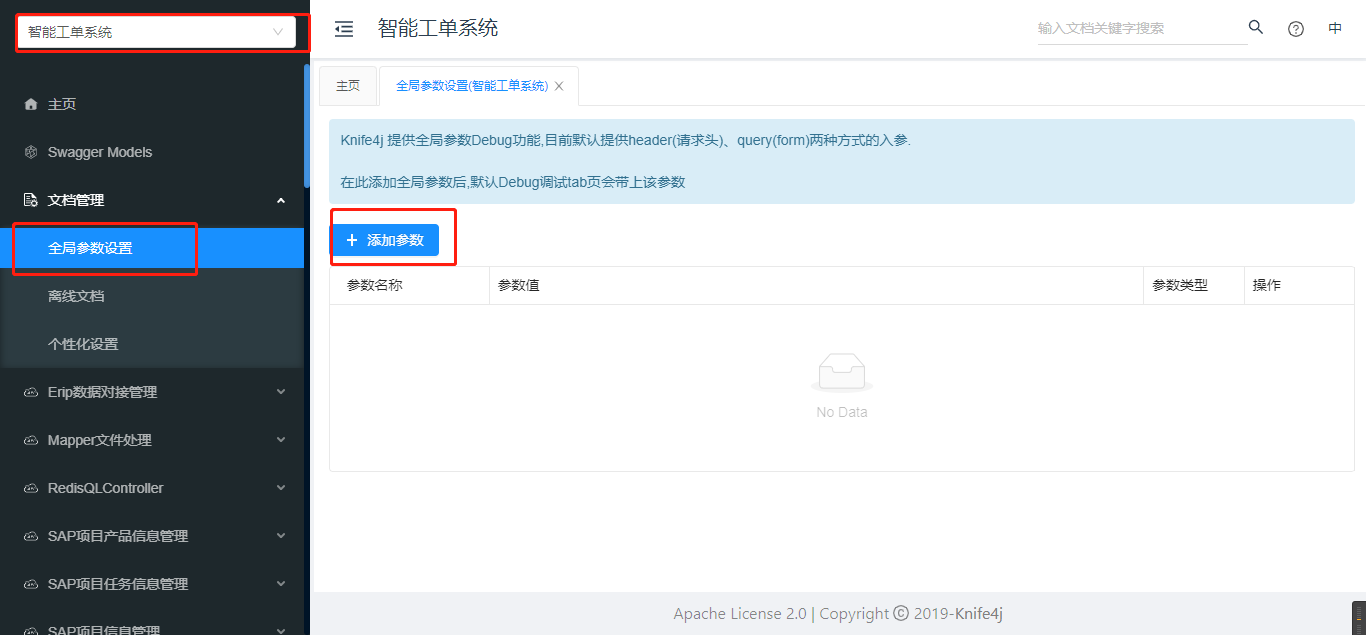 智能工单系统
主页
Swagger Models
文档管理
全局参数设置
离线文档
个性化设置
Erip数据对接管理
Mapper文件处理
RedisQLController
SAP项目产品信息管理
SAP项目任务信息管理
SAP项目信息管理
智能工单系统
输入文档关键字搜索
中
主页
全局参数设置(智能工单系统)
Knife4j 提供全局参数Debug功能,目前默认提供header(请求头)、query(form)两种方式的入参.
在此添加全局参数后,默认Debug调试tab页会带上该参数
+ 添加参数
参数名称 参数值 参数类型 操作
No Data
Apache License 2.0 | Copyright © 2019-Knife4j